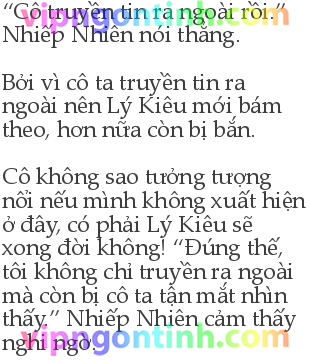 vipngontinh.com
“Cô truyền tin ra ngoài rồi.”
Nhiếp Nhiên nói thẳng.
Bởi vì cô ta truyền tin ra
ngoài nên Lý Kiêu mới bám
theo, hơn nữa còn bị bắn.
Cô không sao tưởng tượng
nổi nếu mình không xuất hiện
ở đây, có phải Lý Kiêu sẽ
xong đời không! “Đúng thế,
tôi không chỉ truyền ra ngoài
mà còn bị cô ta tận mắt nhìn
thấy.” Nhiếp Nhiên cảm thấy
nghi ngờ.
vipngontinh.com